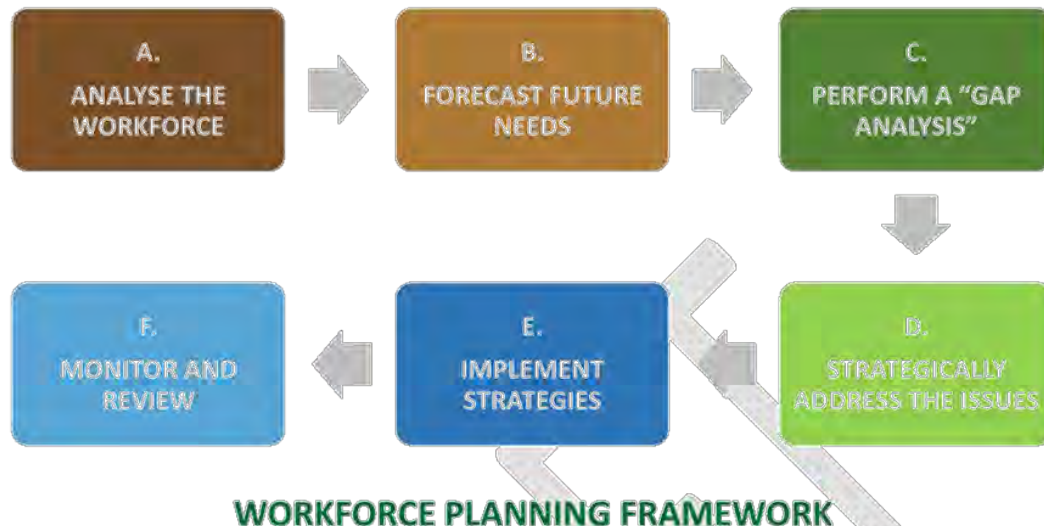 A.
ANALYSE THE
WORKFORCE
B.
FORECAST FUTURE
NEEDS
C.
PERFORM A "GAP
ANALYSIS"
D.
STRATEGICALLY
ADDRESS THE ISSUES
E.
IMPLEMENT
STRATEGIES
F.
MONITOR AND
REVIEW
WORKFORCE PLANNING FRAMEWORK